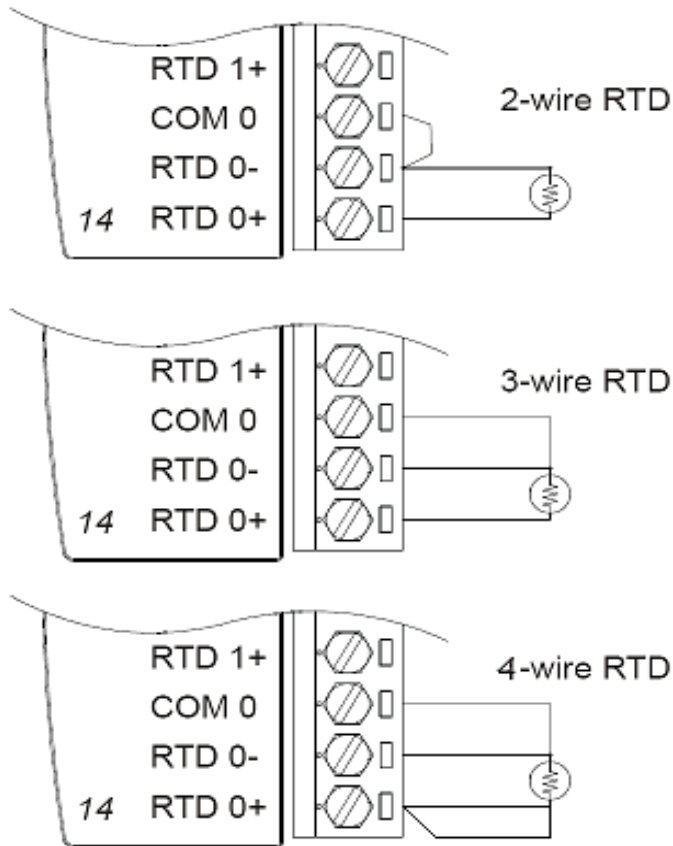 RTD 1+
COM 0
2-wire RTD
RTD 0-
14 RTD 0+
RTD 1+
3-wire RTD
COM 0
RTD 0-
14 RTD 0+
RTD 1+
4-wire RTD
COM 0
RTD 0-
14 RTD 0+